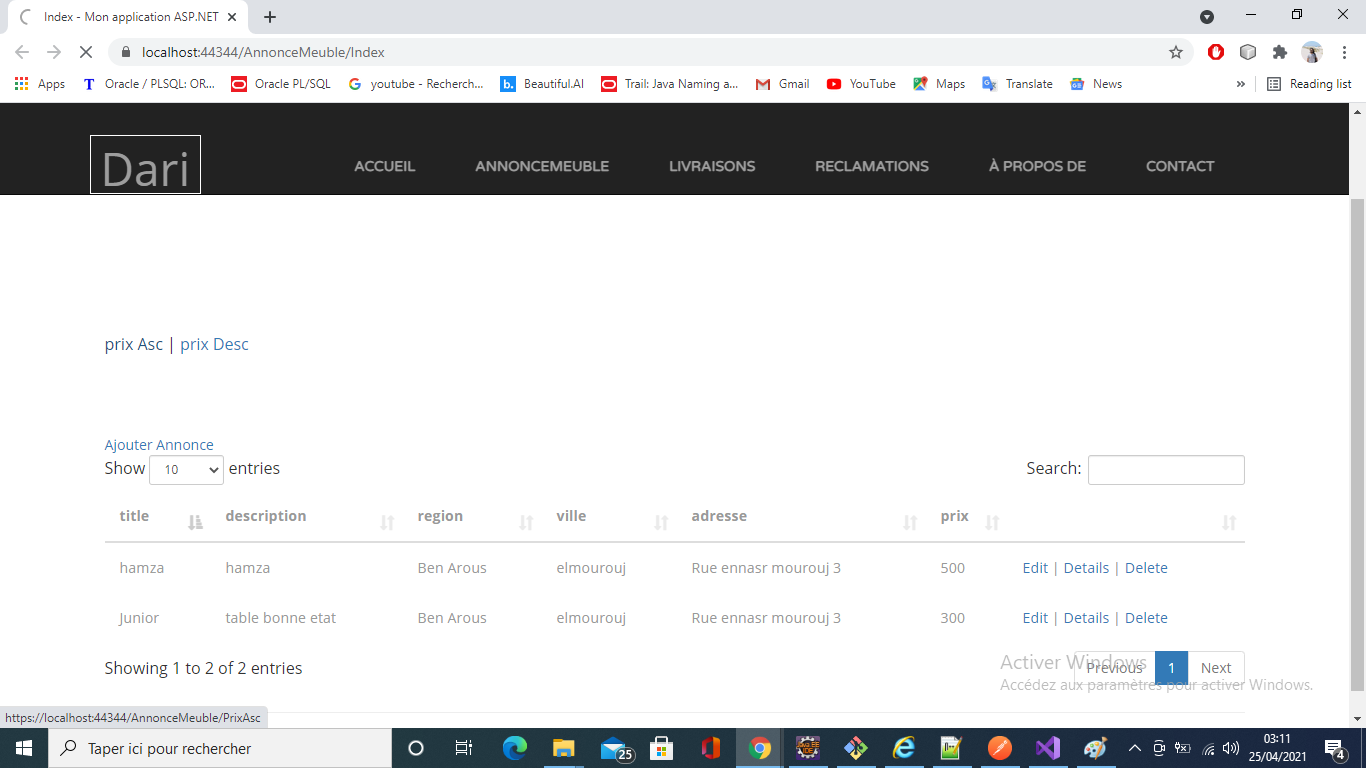 Index - Mon application ASP.NET
localhost:44344/AnnonceMeuble/Index
Apps T Oracle / PLSQL: OR... Oracle PL/SQL youtube - Recherch... b. Beautiful.AI Trail: Java Naming a... Gmail YouTube Maps Translate News » Reading list
Dari ACCUEIL ANNONCEMEUBLE LIVRAISONS RECLAMATIONS À PROPOS DE CONTACT
prix Asc | prix Desc
Ajouter Annonce
Show 10 entries Search:
title description region ville adresse prix
hamza hamza Ben Arous elmourouj Rue ennasr mourouj 3 500 Edit | Details | Delete
Junior table bonne etat Ben Arous elmourouj Rue ennasr mourouj 3 300 Edit | Details | Delete
Showing 1 to 2 of 2 entries Previous 1 Next
Activer Windows
Accédez aux paramètres pour activer Windows.
https://localhost:44344/AnnonceMeuble/PrixAsc
Taper ici pour rechercher 25 03:11
25/04/2021 4